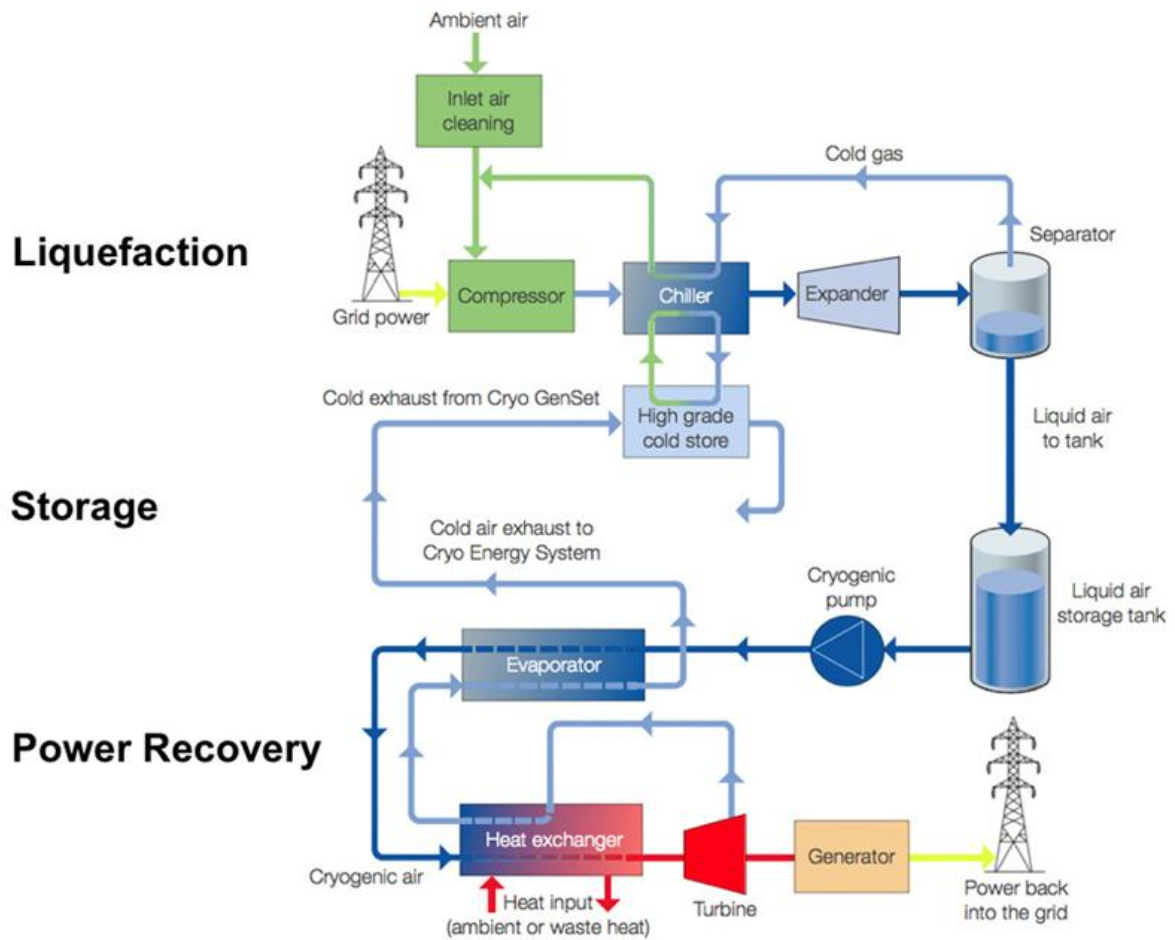 Ambient air
Inlet air
cleaning
Cold gas
Separator
Liquefaction
Compressor
Chiller
Expander
Grid power
Cold exhaust from Cryo GenSet
High grade
cold store
Liquid air
to tank
Storage
Cold air exhaust to
Cryo Energy System
Cryogenic
pump
Liquid air
storage tank
Evaporator
Power Recovery
Heat exchanger
Generator
Cryogenic air
Heat input
(ambient or waste heat)
Turbine
Power back
into the grid